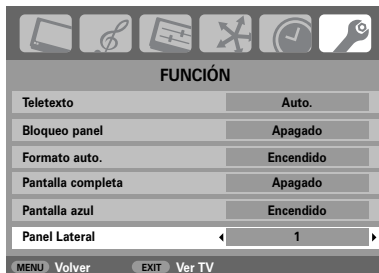 FUNCIÓN
Teletexto Auto.
Bloqueo panel Apagado
Formato auto. Encendido
Pantalla completa Apagado
Pantalla azul Encendido
Panel Lateral 1
MENU Volver EXIT Ver TV